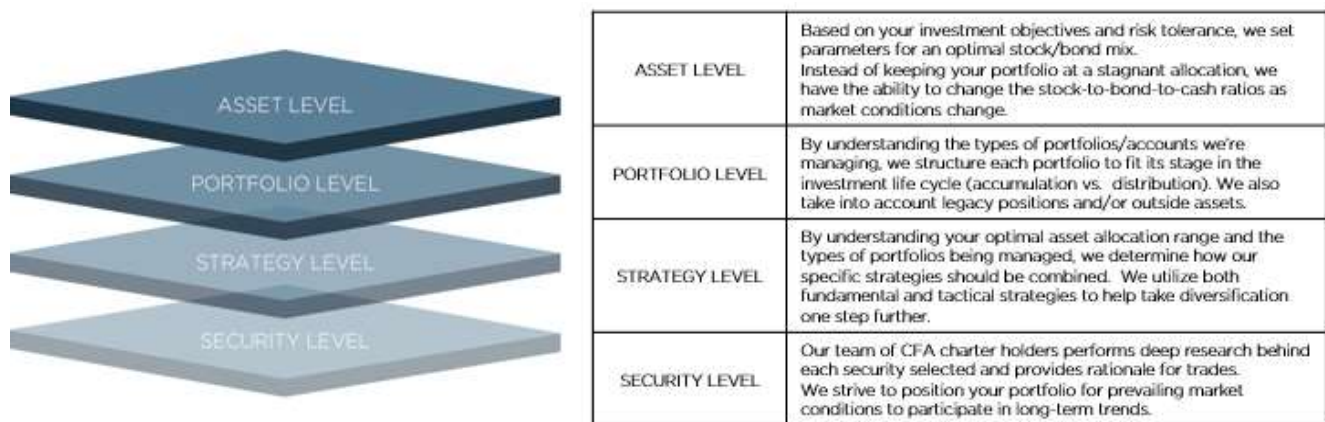 ASSET LEVEL
PORTFOLIO LEVEL
STRATEGY LEVEL
SECURITY LEVEL
ASSET LEVEL
Based on your investment objectives and risk tolerance, we set
parameters for an optimal stock/bond mix.
Instead of keeping your portfolio at a stagnant allocation, we
have the ability to change the stock-to-bond-to-cash ratios as
market conditions change.
PORTFOLIO LEVEL
By understanding the types of portfolios/accounts we're
managing, we structure each portfolio to fit its stage in the
investment life cycle (accumulation vs. distribution). We also
take into account legacy positions and/or outside assets.
STRATEGY LEVEL
By understanding your optimal asset allocation range and the
types of portfolios being managed, we determine how our
specific strategies should be combined. We utilize both
fundamental and tactical strategies to help take diversification
one step further.
SECURITY LEVEL
Our team of CFA charter holders performs deep research behind
each security selected and provides rationale for trades.
We strive to position your portfolio for prevailing market
conditions to participate in long-term trends.